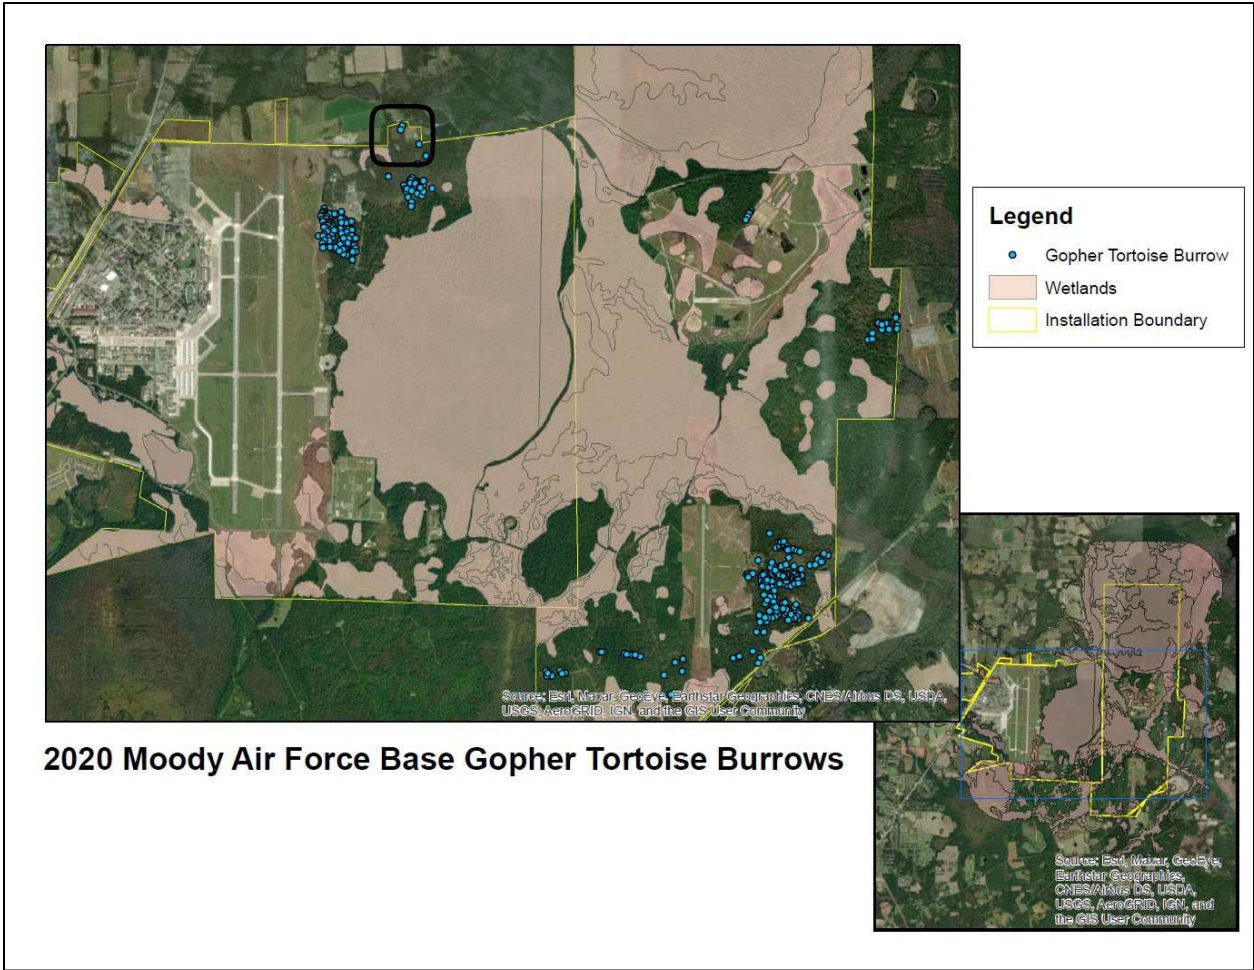 Legend
Gopher Tortoise Burrow
Wetlands
Installation Boundary
Source: Esri, Maxar, GeoEye, Earthstar Geographics, CNES/Airbus DS, USDA,
USGS, AeroGRID, IGN, and the GIS User Community
2020 Moody Air Force Base Gopher Tortoise Burrows
Source: Esri, Maxar, GeoEye,
Earthstar Geographics,
CNES/Airbus DS, USDA,
USGS, AeroGRID, IGN, and
the GIS User Community